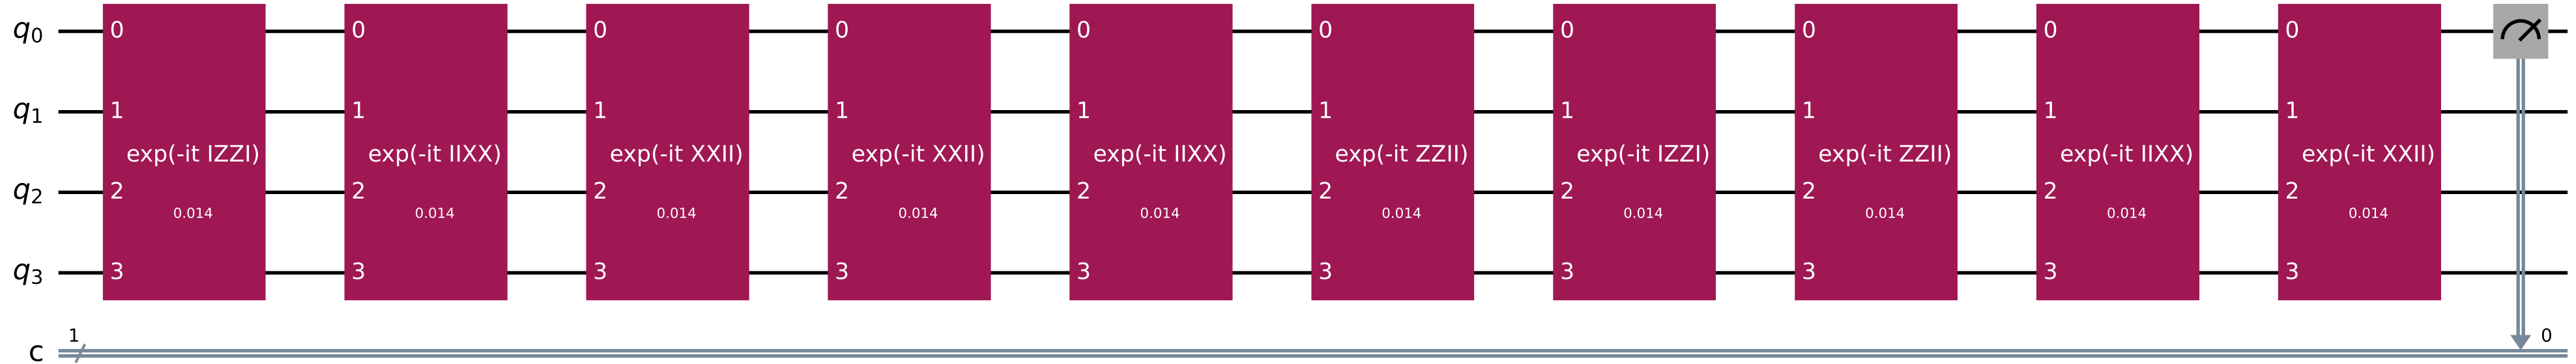 q0 0 0 0 0 0 0 0 0 0 0
q1 1 1 1 1 1 1 1 1 1 1
exp(-it IZZI) exp(-it IIXX) exp(-it XXII) exp(-it XXII) exp(-it IIXX) exp(-it ZZII) exp(-it IZZI) exp(-it ZZII) exp(-it IIXX) exp(-it XXII)
q2 2 2 2 2 2 2 2 2 2 2
0.014 0.014 0.014 0.014 0.014 0.014 0.014 0.014 0.014 0.014
q3 3 3 3 3 3 3 3 3 3 3
1 0
c